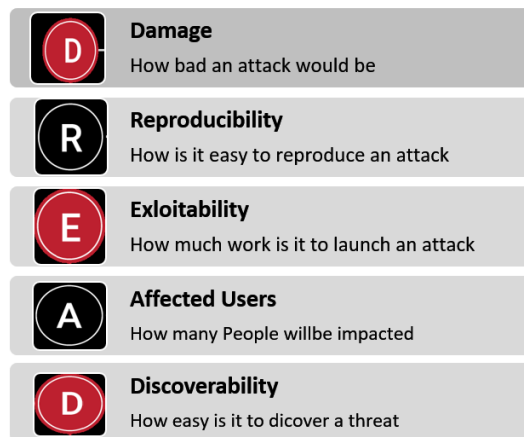 D
Damage
How bad an attack would be
R
Reproducibility
How is it easy to reproduce an attack
E
Exloitability
How much work is it to launch an attack
A
Affected Users
How many People willbe impacted
D
Discoverability
How easy is it to dicover a threat